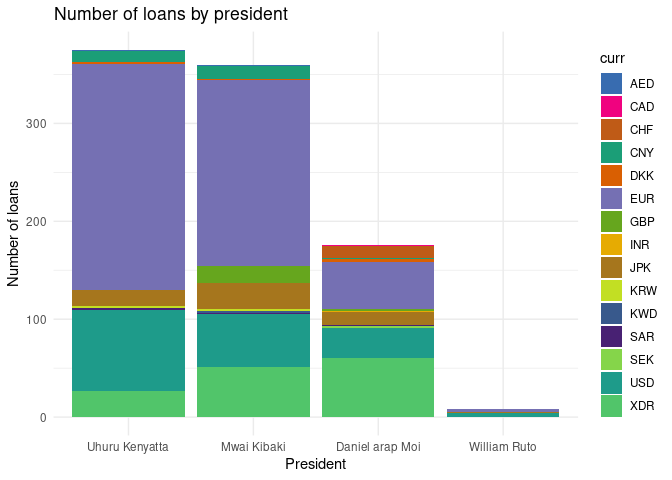 Number of loans by president
Number of loans
300
200
100
0
Uhuru Kenyatta
Mwai Kibaki
Daniel arap Moi
William Ruto
President
curr
AED
CAD
CHF
CNY
DKK
EUR
GBP
INR
JPK
KRW
KWD
SAR
SEK
USD
XDR